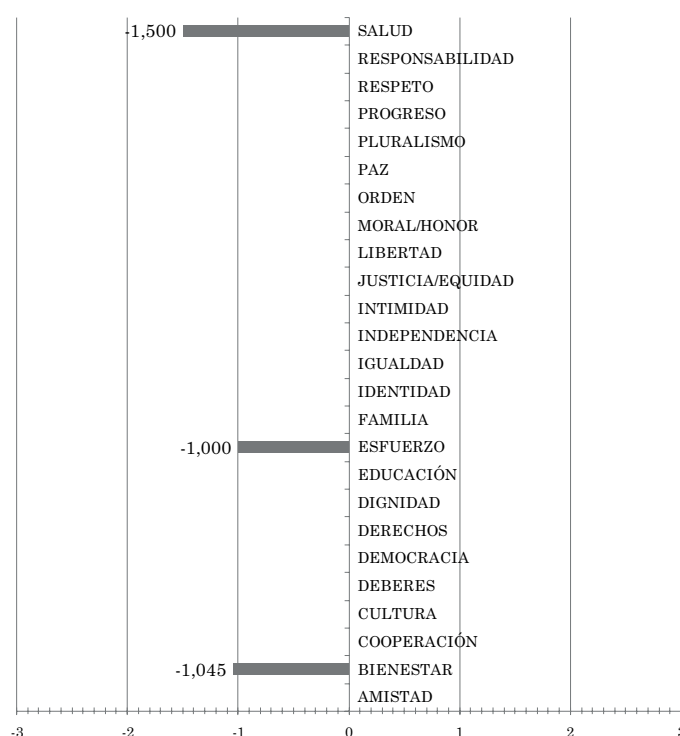 -1,500 SALUD
RESPONSABILIDAD
RESPETO
PROGRESO
PLURALISMO
PAZ
ORDEN
MORAL/HONOR
LIBERTAD
JUSTICIA/EQUIDAD
INTIMIDAD
INDEPENDENCIA
IGUALDAD
IDENTIDAD
FAMILIA
-1,000 ESFUERZO
EDUCACIÓN
DIGNIDAD
DERECHOS
DEMOCRACIA
DEBERES
CULTURA
COOPERACIÓN
-1,045 BIENESTAR
AMISTAD
-3 -2 -1 0 1 2